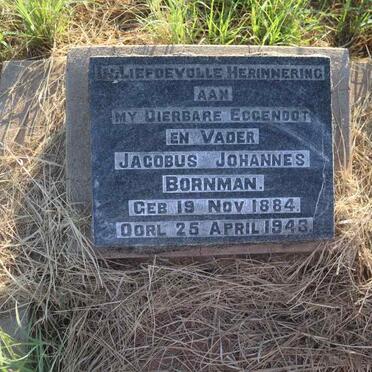 In Liefdevolle Herinnering
aan
my Dierbare Eggenoot
en Vader
Jacobus Johannes
Bornman.
Geb 19 Nov 1884.
Oorl 25 April 1943